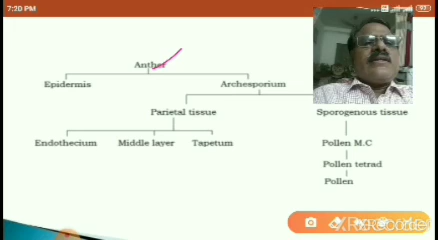 7:20 PM
Anther
Epidermis Archesporium
Parietal tissue Sporogenous tissue
Endothecium Middle layer Tapetum Pollen M.C
Pollen tetrad
Pollen